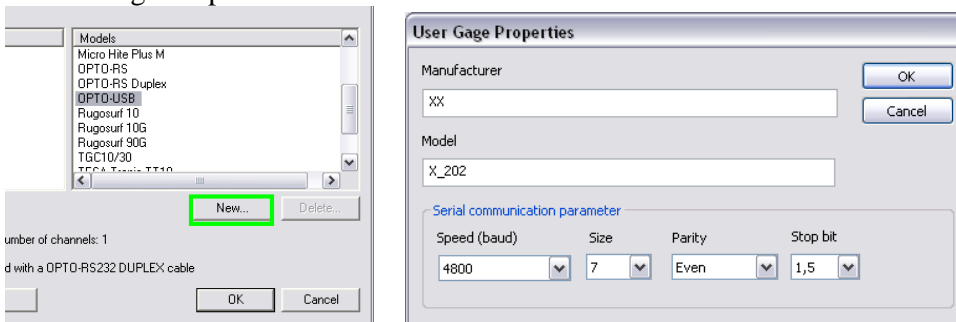 Models
Micro Hite Plus M
OPTO-RS
OPTO-RS Duplex
OPTO-USB
Rugosurf 10
Rugosurf 10G
Rugosurf 90G
TGC10/30
New...
Delete...
umber of channels: 1
d with a OPTO-RS232 DUPLEX cable
OK
Cancel
User Gage Properties
Manufacturer
OK
XX
Cancel
Model
X_202
Serial communication parameter
Speed (baud) Size Parity Stop bit
4800 7 Even 1,5